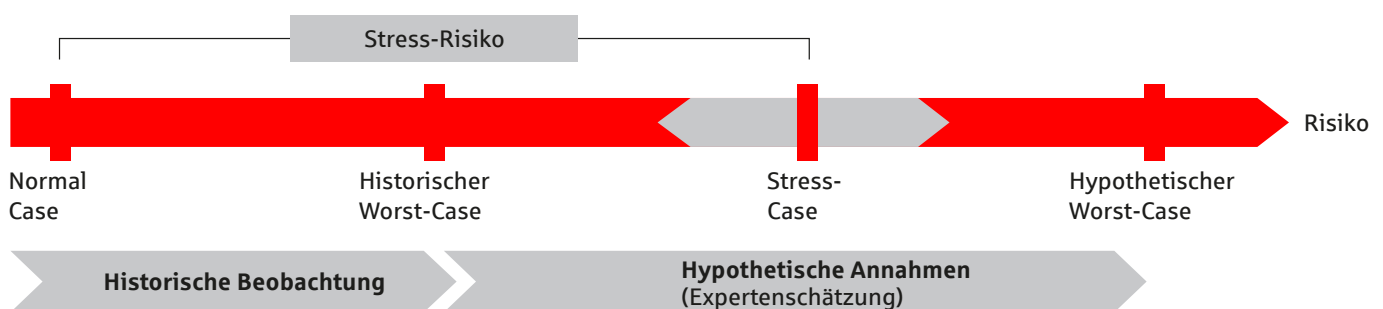 Stress-Risiko
Risiko
Normal
Case
Historischer
Worst-Case
Stress-
Case
Hypothetischer
Worst-Case
Historische Beobachtung
Hypothetische Annahmen
(Expertenschätzung)